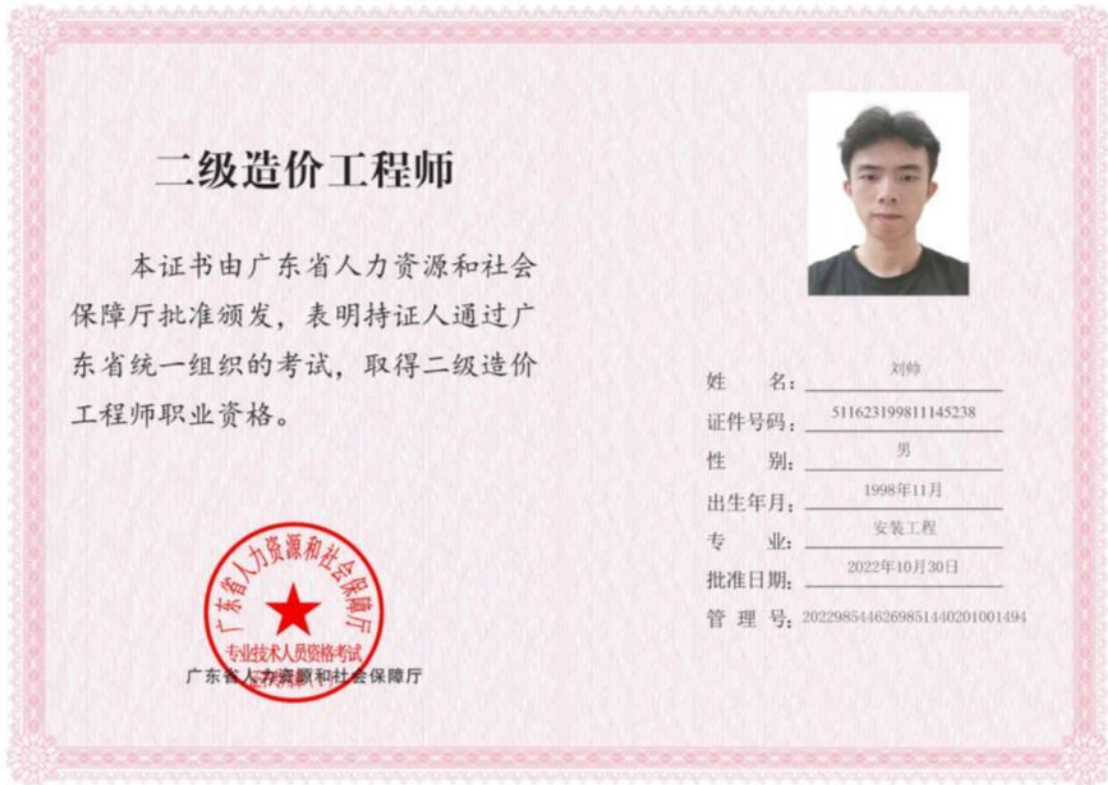 二级造价工程师
本证书由广东省人力资源和社会
保障厅批准颁发，表明持证人通过广
东省统一组织的考试，取得二级造价
工程师职业资格。
广东省人力资源和社会保障厅
专业技术人员资格考试
广东省人力资源和社会保障厅
姓 名：刘帅
证件号码：511623199811145238
性 别：男
出生年月：1998年11月
专 业：安装工程
批准日期：2022年10月30日
管 理 号：2022985446269851440201001494